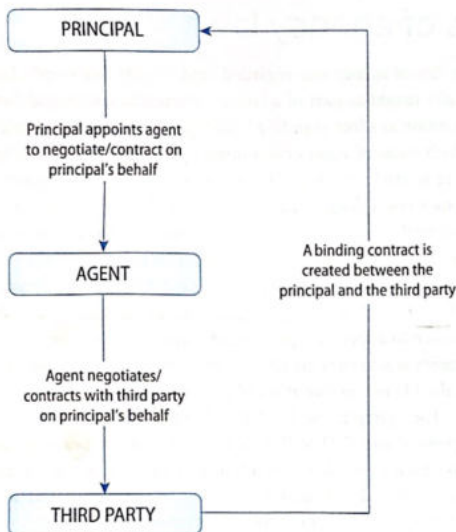 PRINCIPAL
Principal appoints agent
to negotiate/contract on
principal's behalf
AGENT
A binding contract is
created between the
principal and the third party
Agent negotiates/
contracts with third party
on principal's behalf
THIRD PARTY